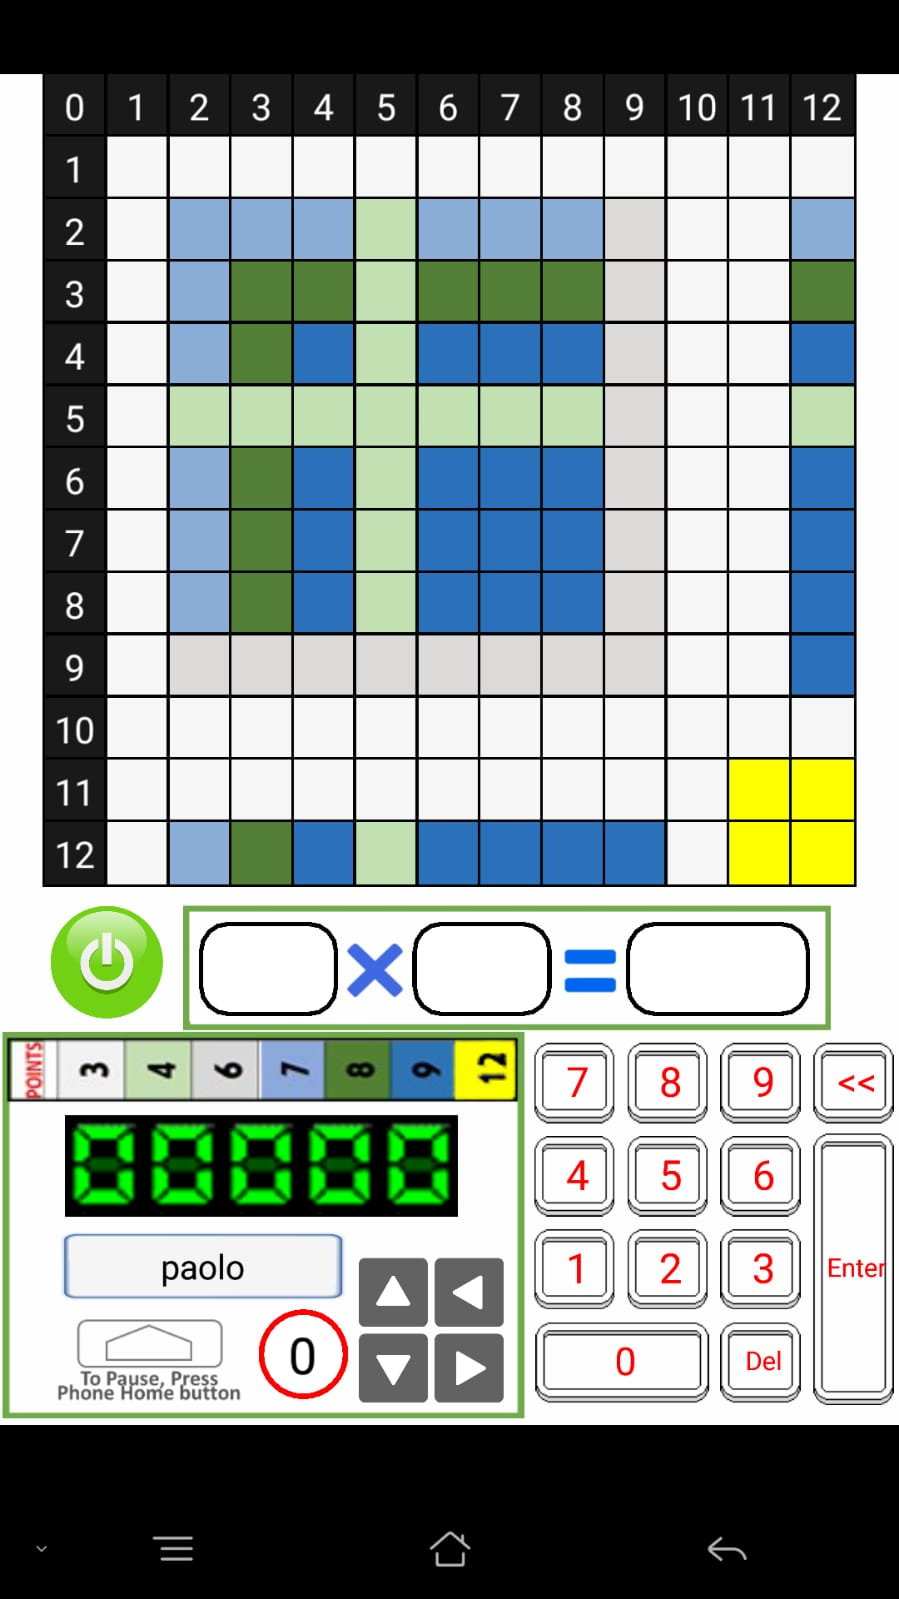 0 1 2 3 4 5 6 7 8 9 10 11 12
1
2
3
4
5
6
7
8
9
10
11
12
× =
POINTS 3 4 6 7 8 9 12
00000
paolo
To Pause, Press
Phone Home button
0
7 8 9 <<
4 5 6
1 2 3 Enter
0 Del